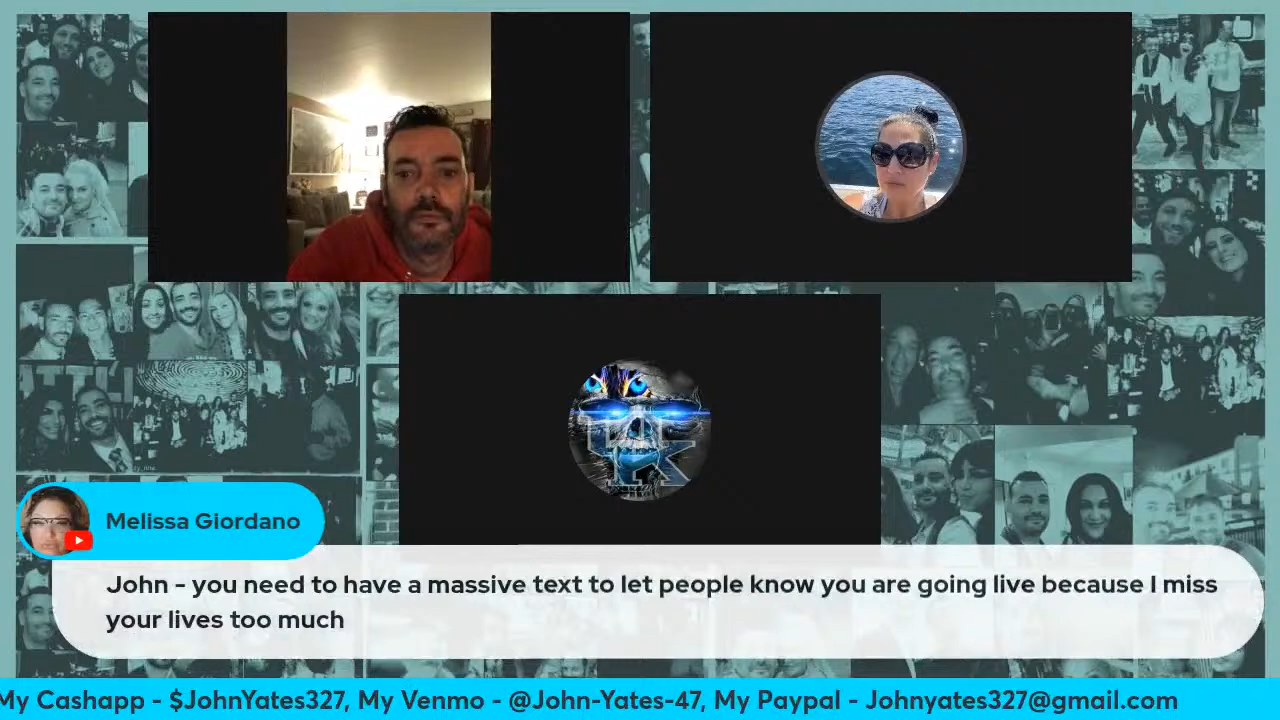 UK
Melissa Giordano
John - you need to have a massive text to let people know you are going live because I miss
your lives too much
My Cashapp - $JohnYates327, My Venmo - @John-Yates-47, My Paypal - Johnyates327@gmail.com